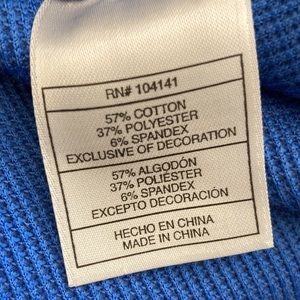 RN# 104141
57% COTTON
37% POLYESTER
6% SPANDEX
EXCLUSIVE OF DECORATION
57% ALGODÓN
37% POLIÉSTER
6% SPANDEX
EXCEPTO DECORACIÓN
HECHO EN CHINA
MADE IN CHINA